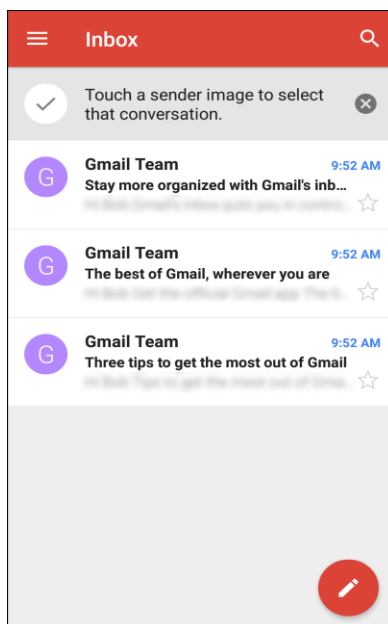 Inbox
Touch a sender image to select
that conversation.
G
Gmail Team 9:52 AM
Stay more organized with Gmail's inb...
G
Gmail Team 9:52 AM
The best of Gmail, wherever you are
G
Gmail Team 9:52 AM
Three tips to get the most out of Gmail